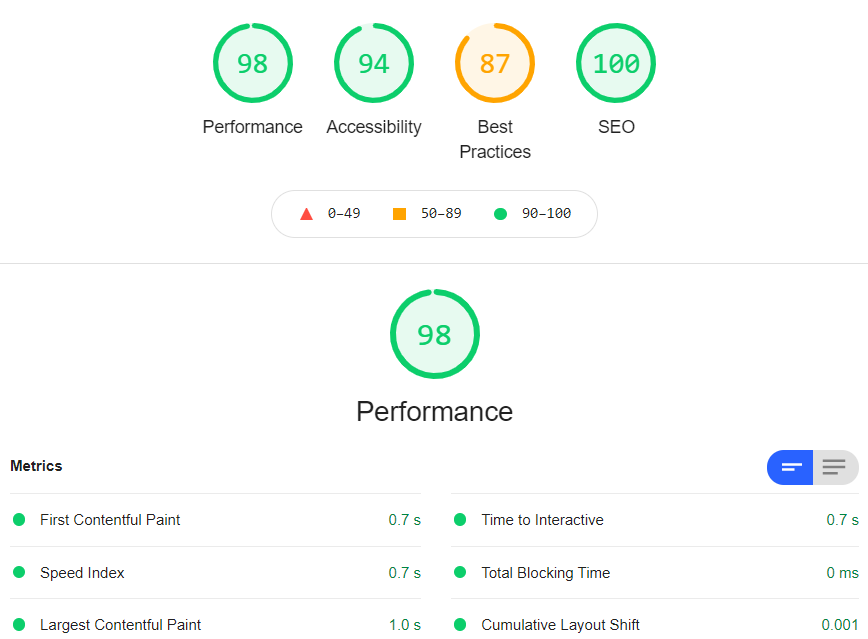 98 94 87 100
Performance Accessibility Best Practices SEO
0–49 50–89 90–100
98
Performance
Metrics
First Contentful Paint 0.7 s
Time to Interactive 0.7 s
Speed Index 0.7 s
Total Blocking Time 0 ms
Largest Contentful Paint 1.0 s
Cumulative Layout Shift 0.001